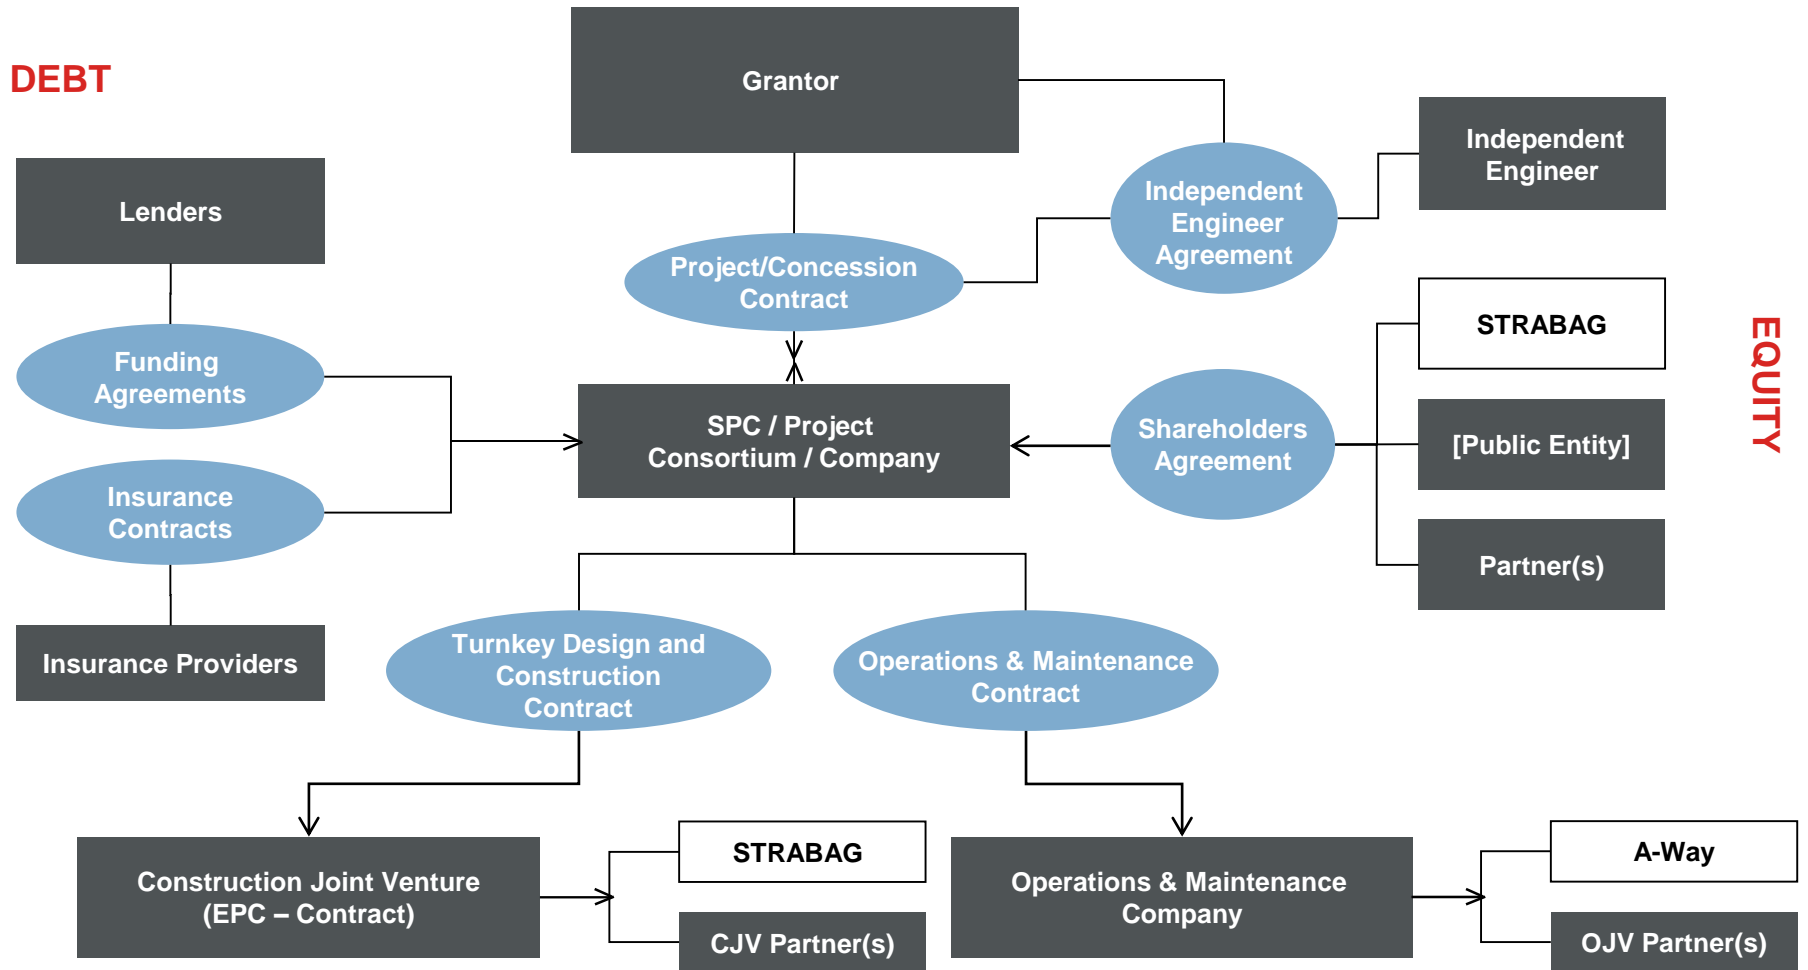 DEBT
Grantor
Independent
Engineer
Lenders
Independent
Engineer
Agreement
Project/Concession
Contract
STRABAG
EQUITY
Funding
Agreements
SPC / Project
Consortium / Company
Shareholders
Agreement
[Public Entity]
Insurance
Contracts
Partner(s)
Insurance Providers
Turnkey Design and
Construction
Contract
Operations & Maintenance
Contract
Construction Joint Venture
(EPC – Contract)
STRABAG
CJV Partner(s)
Operations & Maintenance
Company
A-Way
OJV Partner(s)